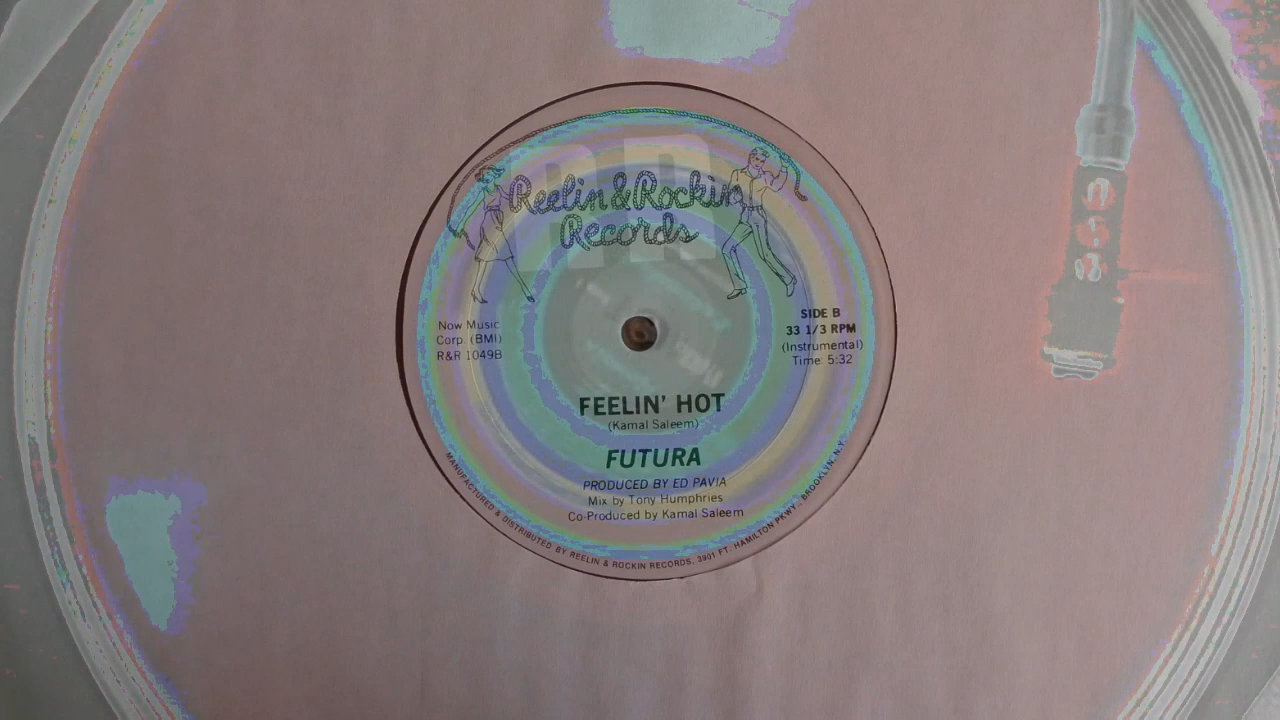 RR
Reelin & Rockin
Records
Now Music
Corp. (BMI)
R&R 1049B
SIDE B
33 1/3 RPM
(Instrumental)
Time: 5:32
FEELIN' HOT
(Kamal Saleem)
FUTURA
PRODUCED BY ED PAVIA
Mix by Tony Humphries
Co-Produced by Kamal Saleem
MANUFACTURED & DISTRIBUTED BY REELIN & ROCKIN RECORDS, 3901 FT. HAMILTON PKWY., BROOKLYN, N.Y.